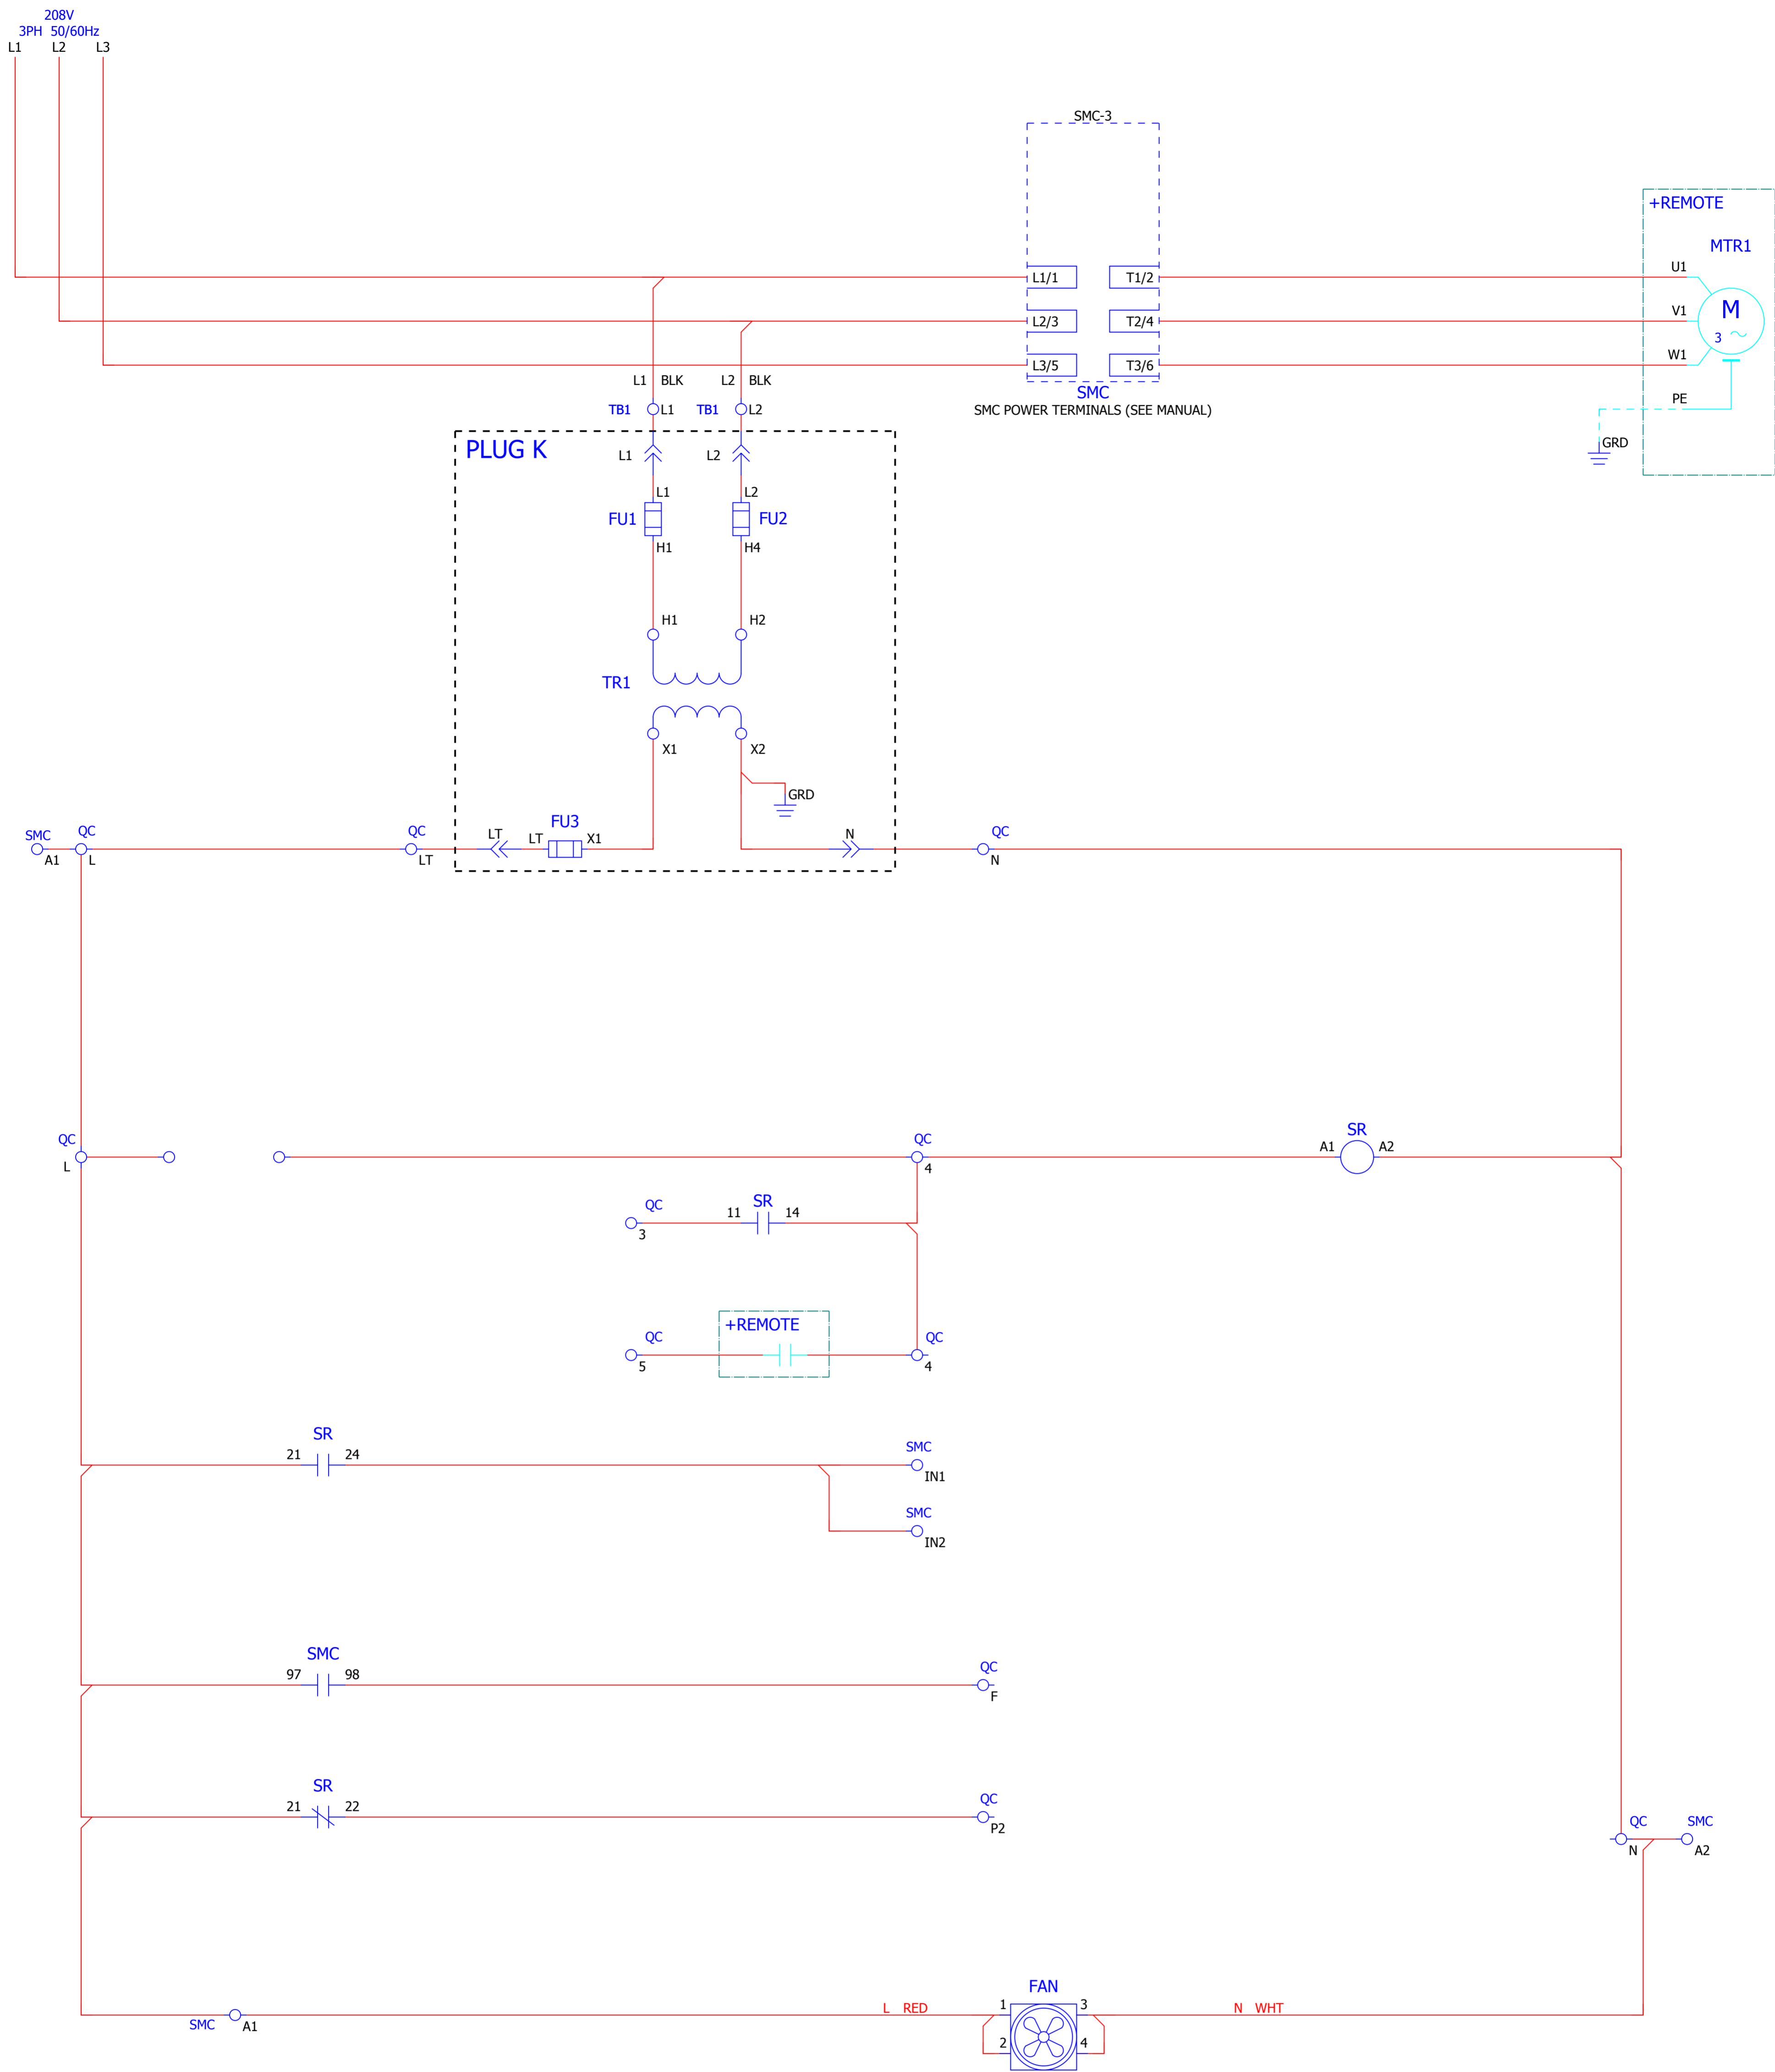 208V
3PH 50/60Hz
L1 L2 L3
SMC-3
+REMOTE
MTR1
L1/1 T1/2 U1
M
3
L2/3 T2/4 V1
L3/5 T3/6 W1
L1 BLK L2 BLK
SMC
SMC POWER TERMINALS (SEE MANUAL)
TB1 L1 TB1 L2
PE
GRD
PLUG K
L1 L2
L1 L2
FU1 FU2
H1 H4
H1 H2
TR1
X1 X2
GRD
SMC QC QC LT FU3 N QC
A1 L LT LT X1 N
QC QC SR
L 4 A1 A2
QC SR
3 11 14
+REMOTE
QC QC
5 4
SR SMC
21 24 IN1
SMC
IN2
SMC QC
97 98 F
SR QC
21 22 P2
QC SMC
N A2
FAN
SMC A1 L RED 1 3 N WHT
2 4